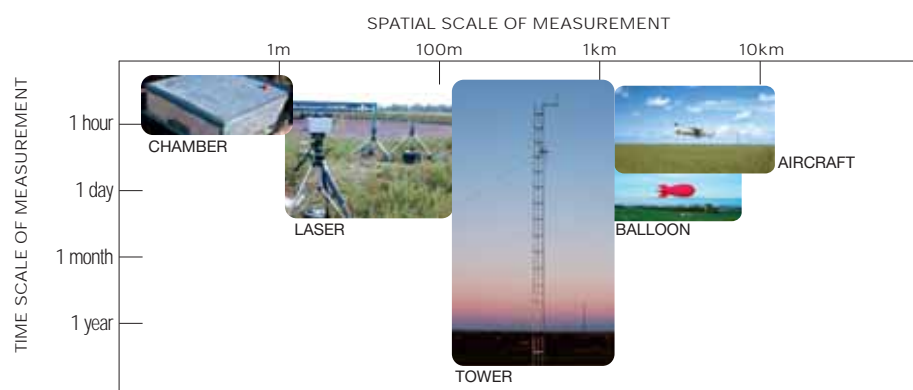 SPATIAL SCALE OF MEASUREMENT
1m 100m 1km 10km
TIME SCALE OF MEASUREMENT
1 hour
1 day
1 month
1 year
CHAMBER
LASER
TOWER
AIRCRAFT
BALLOON